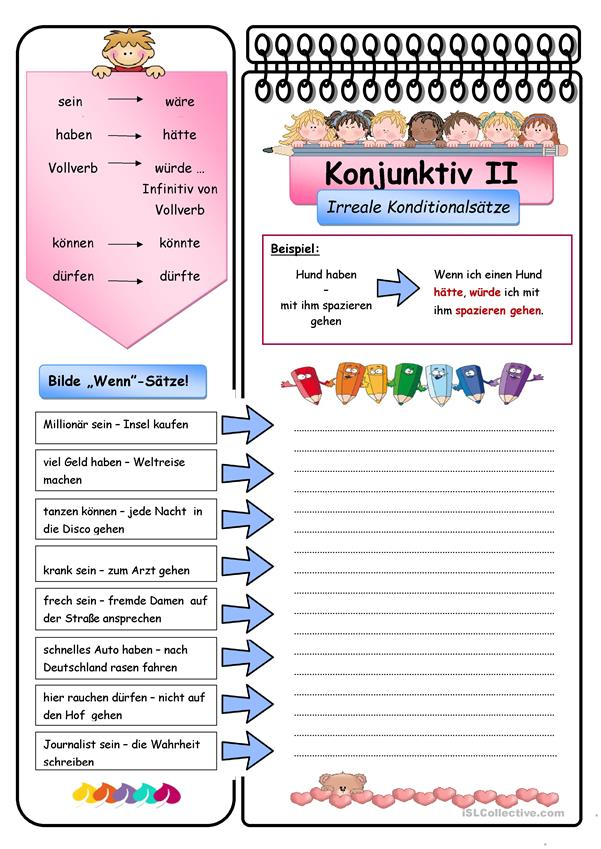 sein wäre
haben hätte
Vollverb würde …
Infinitiv von
Vollverb
können könnte
dürfen dürfte
Bilde „Wenn"-Sätze!
Millionär sein – Insel kaufen
viel Geld haben – Weltreise
machen
tanzen können – jede Nacht in
die Disco gehen
krank sein – zum Arzt gehen
frech sein – fremde Damen auf
der Straße ansprechen
schnelles Auto haben – nach
Deutschland rasen fahren
hier rauchen dürfen – nicht auf
den Hof gehen
Journalist sein – die Wahrheit
schreiben
Konjunktiv II
Irreale Konditionalsätze
Beispiel:
Hund haben
–
mit ihm spazieren
gehen
Wenn ich einen Hund
hätte, würde ich mit
ihm spazieren gehen.
iSLCollective.com